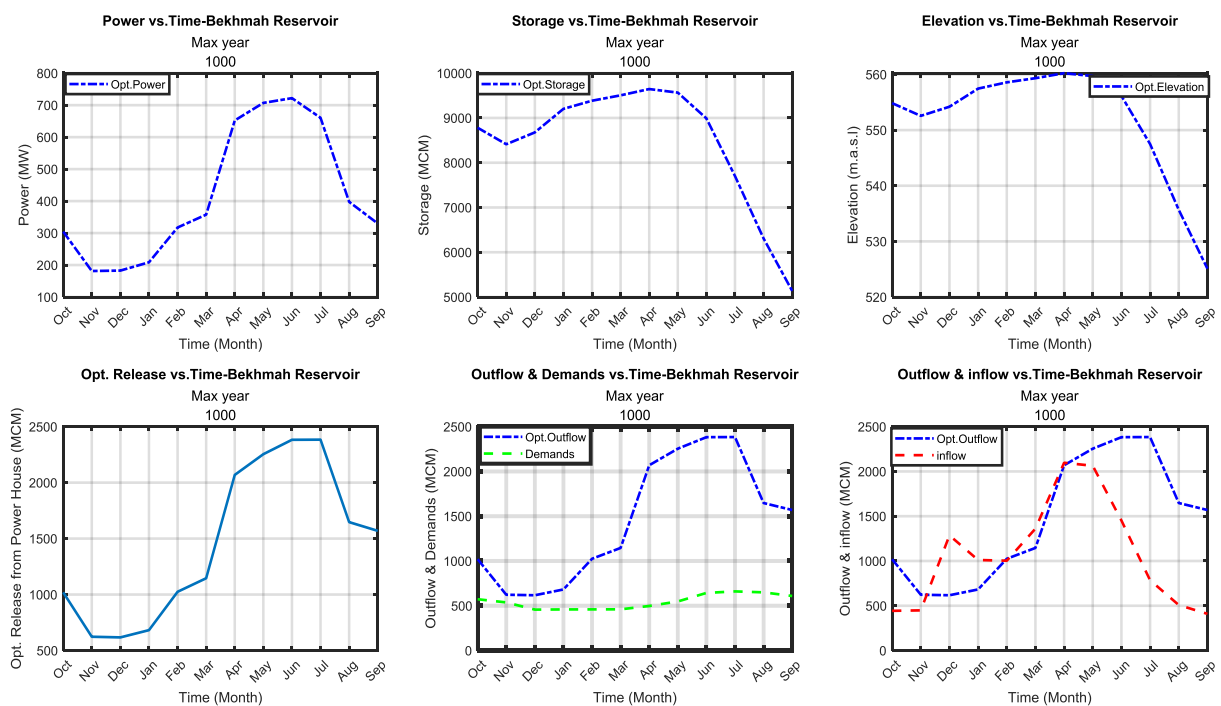 Power vs.Time-Bekhmah Reservoir
Max year
1000
Opt.Power
800
700
600
500
400
300
200
100
Power (MW)
Oct Nov Dec Jan Feb Mar Apr May Jun Jul Aug Sep
Time (Month)
Storage vs.Time-Bekhmah Reservoir
Max year
1000
Opt.Storage
10000
9000
8000
7000
6000
5000
Storage (MCM)
Oct Nov Dec Jan Feb Mar Apr May Jun Jul Aug Sep
Time (Month)
Elevation vs.Time-Bekhmah Reservoir
Max year
1000
Opt.Elevation
560
550
540
530
520
Elevation (m.a.s.l)
Oct Nov Dec Jan Feb Mar Apr May Jun Jul Aug Sep
Time (Month)
Opt. Release vs.Time-Bekhmah Reservoir
Max year
1000
2500
2000
1500
1000
500
Opt. Release from Power House (MCM)
Oct Nov Dec Jan Feb Mar Apr May Jun Jul Aug Sep
Time (Month)
Outflow & Demands vs.Time-Bekhmah Reservoir
Max year
1000
Opt.Outflow
Demands
2500
2000
1500
1000
500
0
Outflow & Demands (MCM)
Oct Nov Dec Jan Feb Mar Apr May Jun Jul Aug Sep
Time (Month)
Outflow & inflow vs.Time-Bekhmah Reservoir
Max year
1000
Opt.Outflow
inflow
2500
2000
1500
1000
500
0
Outflow & inflow (MCM)
Oct Nov Dec Jan Feb Mar Apr May Jun Jul Aug Sep
Time (Month)